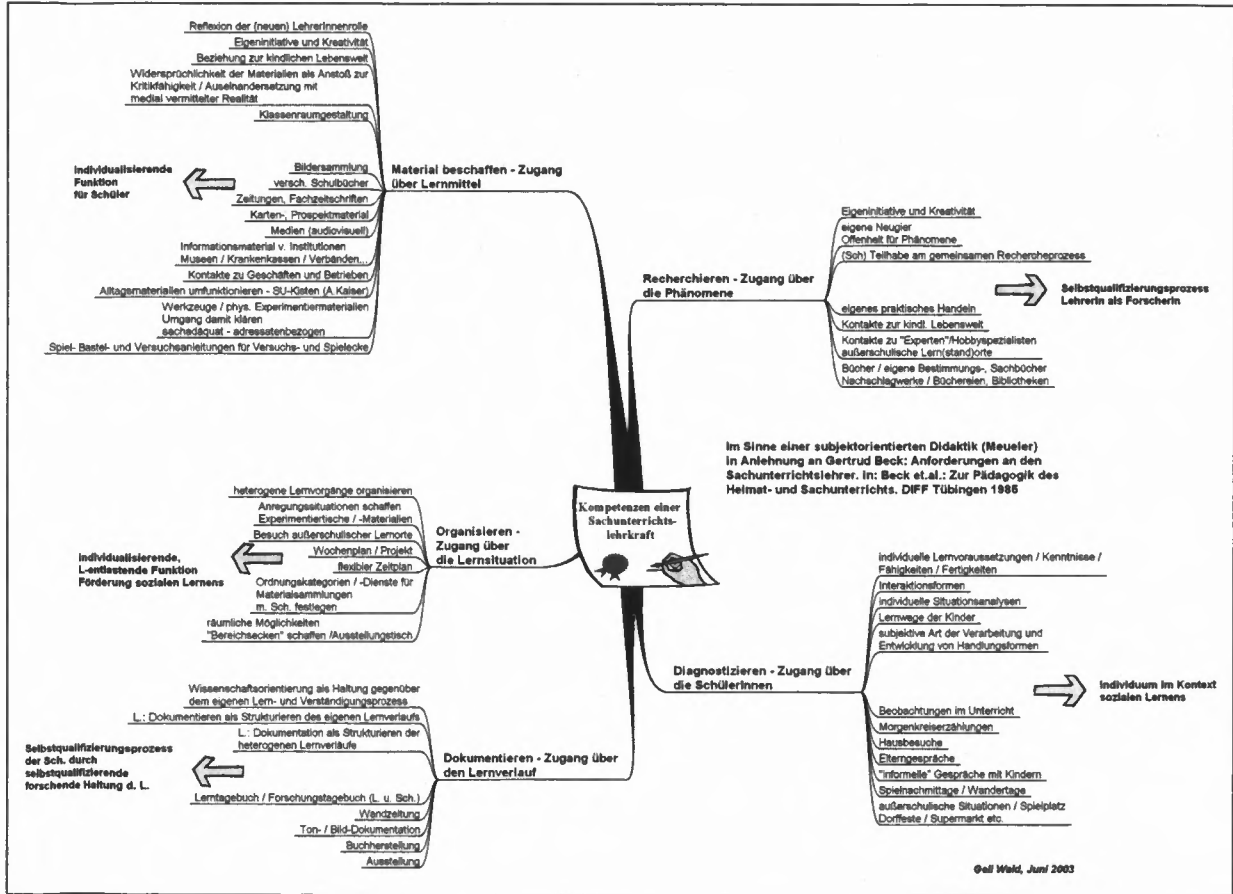 Reflexion der (neuen) LehrerInnenrolle
Eigeninitiative und Kreativität
Beziehung zur kindlichen Lebenswelt
Widersprüchlichkeit der Materialien als Anstoß zur
Kritikfähigkeit / Auseinandersetzung mit
medial vermittelter Realität
Klassenraumgestaltung
Individualisierende
Funktion
für Schüler
Material beschaffen - Zugang
über Lernmittel
Bildersammlung
versch. Schulbücher
Zeitungen, Fachzeitschriften
Karten-, Prospektmaterial
Medien (audiovisuell)
Informationsmaterial v. Institutionen
Museen / Krankenkassen / Verbänden...
Kontakte zu Geschäften und Betrieben
Alltagsmaterialien umfunktionieren - SU-Kisten (A.Kaiser)
Werkzeuge / phys. Experimentiermaterialien
Umgang damit klären
sachadäquat - adressatenbezogen
Spiel- Bastel- und Versuchsanleitungen für Versuchs- und Spielecke
Recherchieren - Zugang über
die Phänomene
Eigeninitiative und Kreativität
eigene Neugier
Offenheit für Phänomene
(Sch) Teilhabe am gemeinsamen Rechercheprozess
Selbstqualifizierungsprozess
LehrerIn als ForscherIn
eigenes praktisches Handeln
Kontakte zur kindl. Lebenswelt
Kontakte zu "Experten"/Hobbyspezialisten
außerschulische Lern(stand)orte
Bücher / eigene Bestimmungs-, Sachbücher
Nachschlagwerke / Büchereien, Bibliotheken
Im Sinne einer subjektorientierten Didaktik (Meueler)
in Anlehnung an Gertrud Beck: Anforderungen an den
Sachunterrichtslehrer. in: Beck et.al.: Zur Pädagogik des
Heimat- und Sachunterrichts. DIFF Tübingen 1986
Kompetenzen einer
Sachunterrichts-
lehrkraft
Organisieren -
Zugang über
die Lernsituation
heterogene Lernvorgänge organisieren
Anregungssituationen schaffen
Experimentiertische / -Materialien
Besuch außerschulischer Lernorte
Wochenplan / Projekt
flexibler Zeitplan
Ordnungskategorien / -Dienste für
Materialsammlungen
m. Sch. festlegen
räumliche Möglichkeiten
"Bereichsecken" schaffen /Ausstellungstisch
Individualisierende,
L-entlastende Funktion
Förderung sozialen Lernens
Diagnostizieren - Zugang über
die SchülerInnen
individuelle Lernvoraussetzungen / Kenntnisse /
Fähigkeiten / Fertigkeiten
Interaktionsformen
individuelle Situationsanalysen
Lernwege der Kinder
subjektive Art der Verarbeitung und
Entwicklung von Handlungsformen
Individuum im Kontext
sozialen Lernens
Beobachtungen im Unterricht
Morgenkreiserzählungen
Hausbesuche
Elterngespräche
"informelle" Gespräche mit Kindern
Spielnachmittage / Wandertage
außerschulische Situationen / Spielplatz
Dorffeste / Supermarkt etc.
Dokumentieren - Zugang über
den Lernverlauf
Wissenschaftsorientierung als Haltung gegenüber
dem eigenen Lern- und Verständigungsprozess
L.: Dokumentieren als Strukturieren des eigenen Lernverlaufs
L.: Dokumentation als Strukturieren der
heterogenen Lernverläufe
Selbstqualifizierungsprozess
der Sch. durch
selbstqualifizierende
forschende Haltung d. L.
Lerntagebuch / Forschungstagebuch (L. u. Sch.)
Wandzeitung
Ton- / Bild-Dokumentation
Buchherstellung
Ausstellung
Geli Wald, Juni 2003